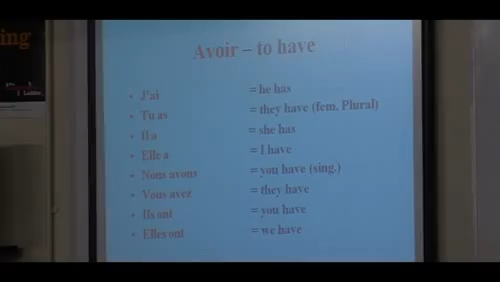 ing
Avoir – to have
• J'ai = he has
• Tu as = they have (fem. Plural)
• Il a = she has
• Elle a = I have
• Nous avons = you have (sing.)
• Vous avez = they have
• Ils ont = you have
• Elles ont = we have